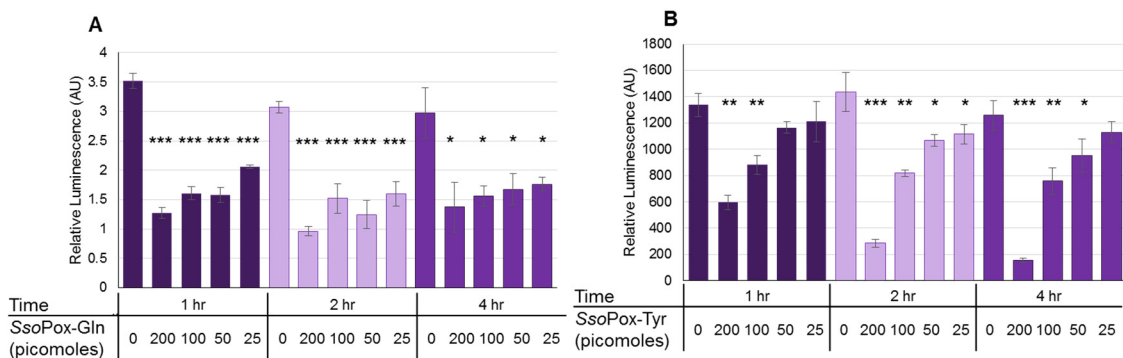 A
Relative Luminescence (AU)
4
3.5
3
2.5
2
1.5
1
0.5
0
*** *** *** ***
*** *** *** ***
* * * *
Time
1 hr
2 hr
4 hr
SsoPox-Gln
(picomoles)
0 200 100 50 25
0 200 100 50 25
0 200 100 50 25
B
Relative Luminescence (AU)
1800
1600
1400
1200
1000
800
600
400
200
0
** **
*** ** * *
*** ** *
Time
1 hr
2 hr
4 hr
SsoPox-Tyr
(picomoles)
0 200 100 50 25
0 200 100 50 25
0 200 100 50 25